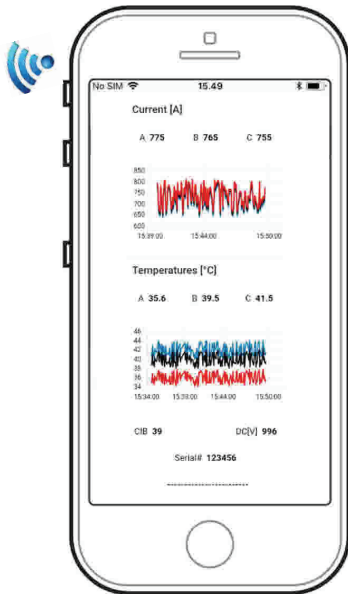 No SIM 15.49
Current [A]
A 775 B 765 C 755
850
800
750
700
650
600
15:39:00 15:44:00 15:50:00
Temperatures [°C]
A 35.6 B 39.5 C 41.5
46
44
42
40
38
36
34
15:34:00 15:39:00 15:44:00 15:50:00
CIB 39 DC[V] 996
Serial# 123456